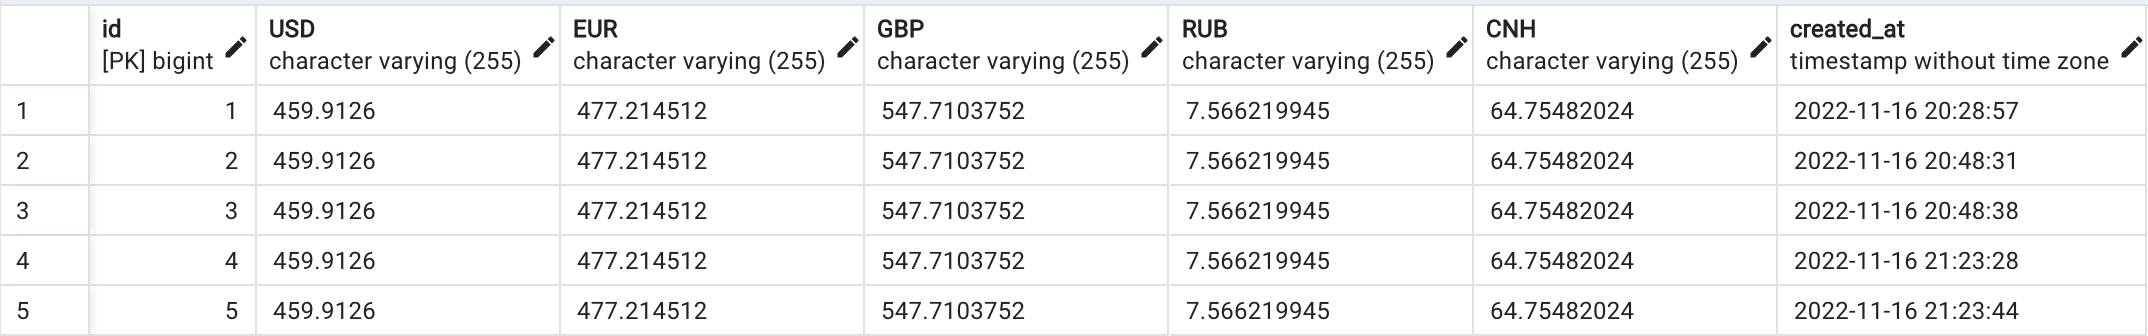 id USD EUR GBP RUB CNH created_at
[PK] bigint character varying (255) character varying (255) character varying (255) character varying (255) character varying (255) timestamp without time zone
1 1 459.9126 477.214512 547.7103752 7.566219945 64.75482024 2022-11-16 20:28:57
2 2 459.9126 477.214512 547.7103752 7.566219945 64.75482024 2022-11-16 20:48:31
3 3 459.9126 477.214512 547.7103752 7.566219945 64.75482024 2022-11-16 20:48:38
4 4 459.9126 477.214512 547.7103752 7.566219945 64.75482024 2022-11-16 21:23:28
5 5 459.9126 477.214512 547.7103752 7.566219945 64.75482024 2022-11-16 21:23:44